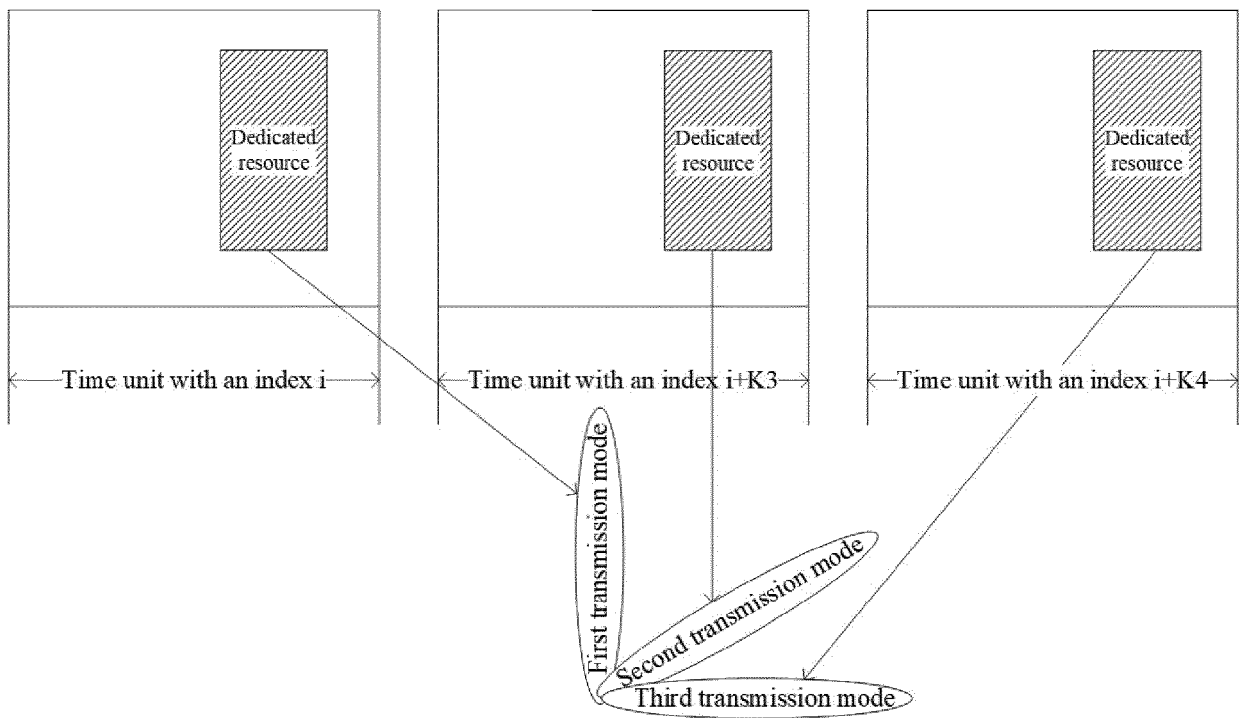 Dedicated
resource
Dedicated
resource
Dedicated
resource
Time unit with an index i
Time unit with an index i+K3
Time unit with an index i+K4
First transmission mode
Second transmission mode
Third transmission mode